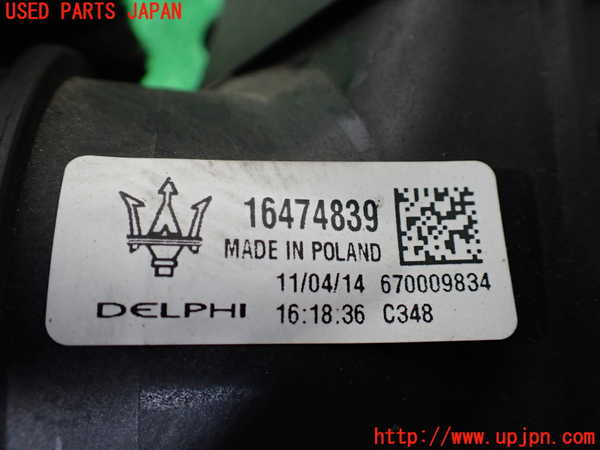 USED PARTS JAPAN
16474839
MADE IN POLAND
11/04/14 670009834
DELPHI 16:18:36 C348
http://www.upjpn.com/